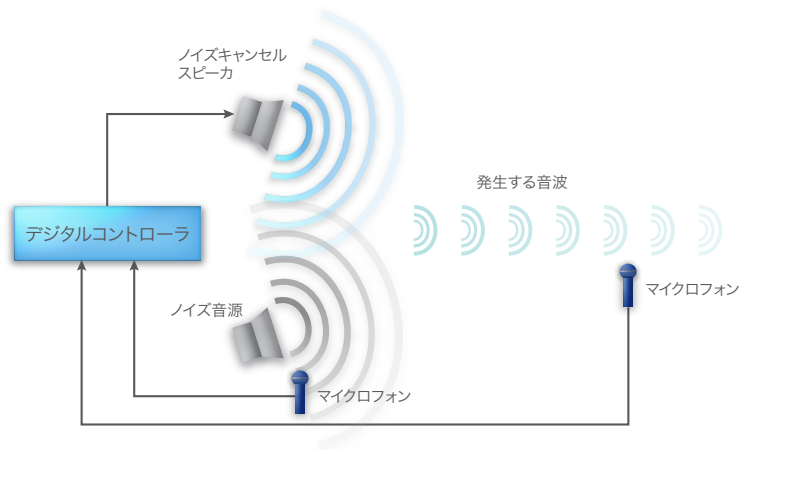 ノイズキャンセル
スピーカ
発生する音波
デジタルコントローラ
マイクロフォン
ノイズ音源
マイクロフォン